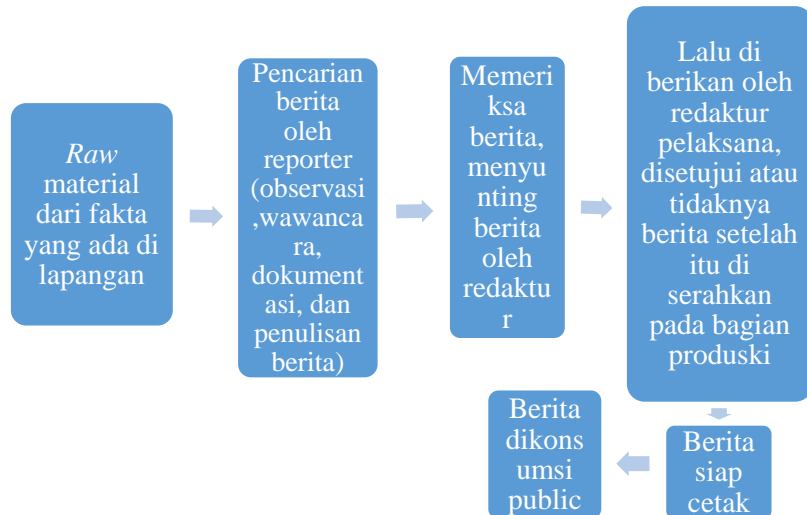 Raw
material
dari fakta
yang ada di
lapangan
Pencarian
berita
oleh
reporter
(observasi
,wawanca
ra,
dokument
asi, dan
penulisan
berita)
Memeri
ksa
berita,
menyu
nting
berita
oleh
redaktu
r
Lalu di
berikan oleh
redaktur
pelaksana,
disetujui atau
tidaknya
berita setelah
itu di
serahkan
pada bagian
produski
Berita
siap
cetak
Berita
dikons
umsi
public